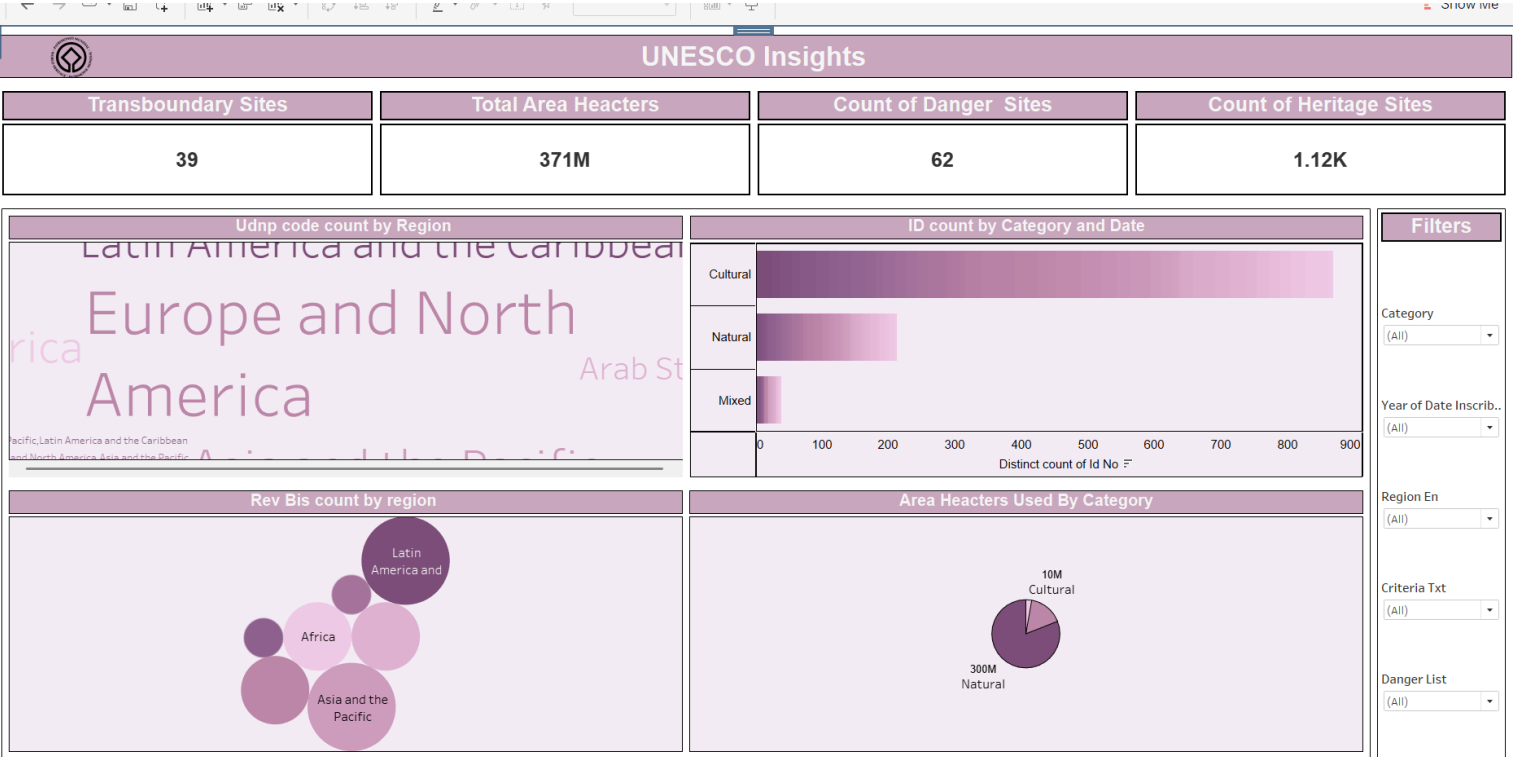 Show Me
UNESCO Insights
Transboundary Sites
Total Area Heacters
Count of Danger Sites
Count of Heritage Sites
39
371M
62
1.12K
Udnp code count by Region
Latin America and the Caribbean
Europe and North
America
rica
Arab St
Pacific,Latin America and the Caribbean
and North America,Asia and the Pacific
Asia and the Pacific
ID count by Category and Date
Cultural
Natural
Mixed
0 100 200 300 400 500 600 700 800 900
Distinct count of Id No
Filters
Category
(All)
Year of Date Inscrib..
(All)
Region En
(All)
Criteria Txt
(All)
Danger List
(All)
Rev Bis count by region
Latin
America and
Africa
Asia and the
Pacific
Area Heacters Used By Category
10M
Cultural
300M
Natural